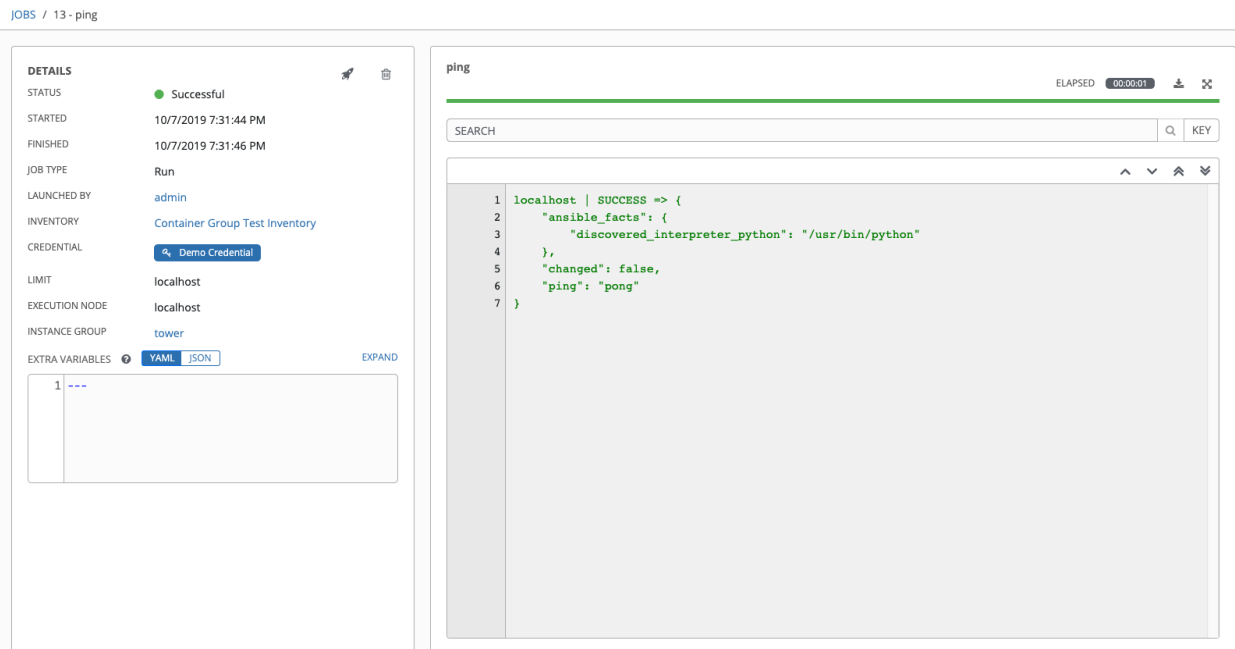 JOBS / 13 - ping
DETAILS
STATUS Successful
STARTED 10/7/2019 7:31:44 PM
FINISHED 10/7/2019 7:31:46 PM
JOB TYPE Run
LAUNCHED BY admin
INVENTORY Container Group Test Inventory
CREDENTIAL Demo Credential
LIMIT localhost
EXECUTION NODE localhost
INSTANCE GROUP tower
EXTRA VARIABLES ? YAML JSON EXPAND
1 ---
ping
ELAPSED 00:00:01
SEARCH KEY
1 localhost | SUCCESS => {
2     "ansible_facts": {
3         "discovered_interpreter_python": "/usr/bin/python"
4     },
5     "changed": false,
6     "ping": "pong"
7 }